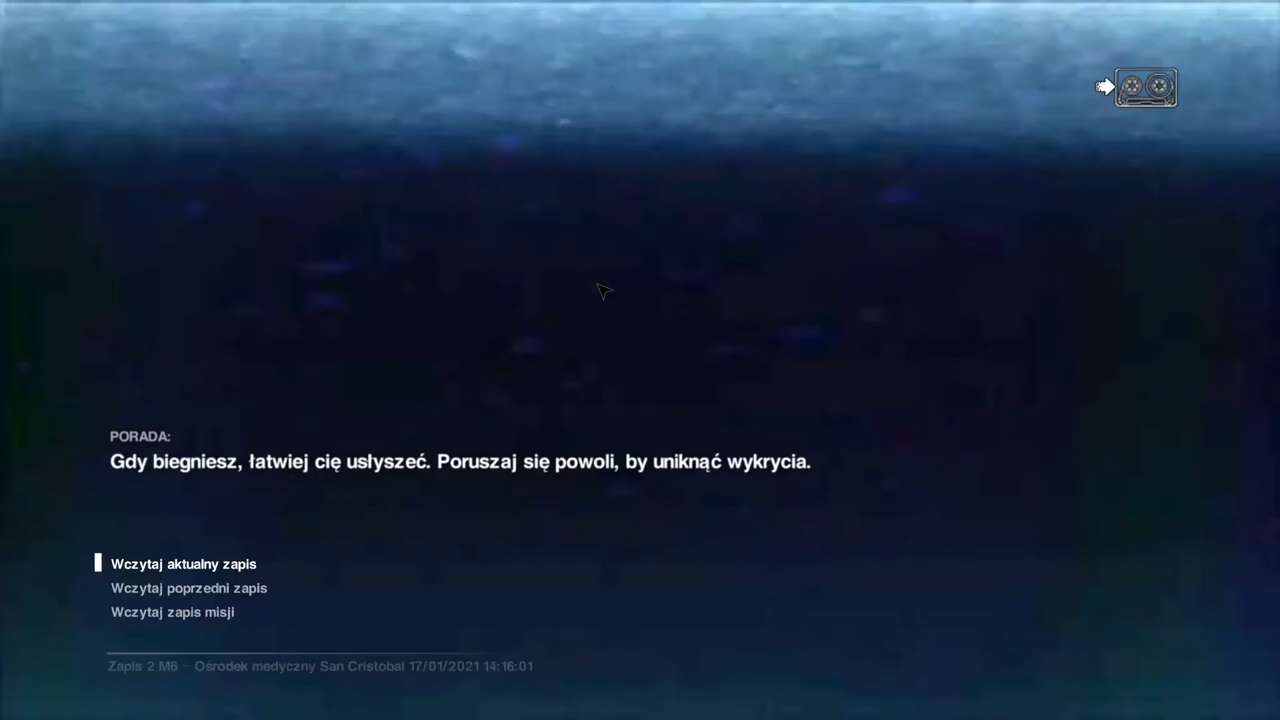 PORADA:
Gdy biegniesz, łatwiej cię usłyszeć. Poruszaj się powoli, by uniknąć wykrycia.
Wczytaj aktualny zapis
Wczytaj poprzedni zapis
Wczytaj zapis misji
Zapis 2 M6 - Ośrodek medyczny San Cristobal 17/01/2021 14:16:01